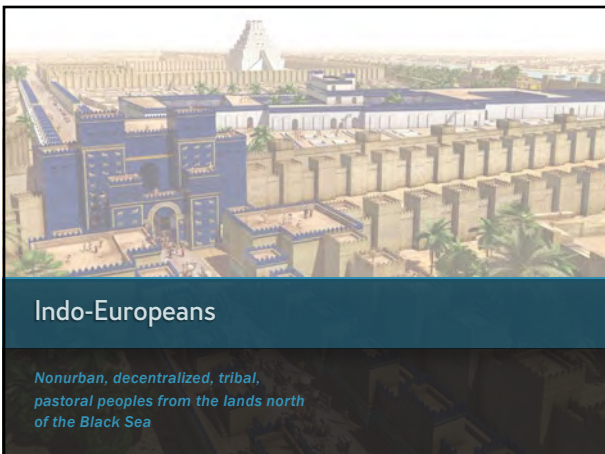 Indo-Europeans
Nonurban, decentralized, tribal,
pastoral peoples from the lands north
of the Black Sea